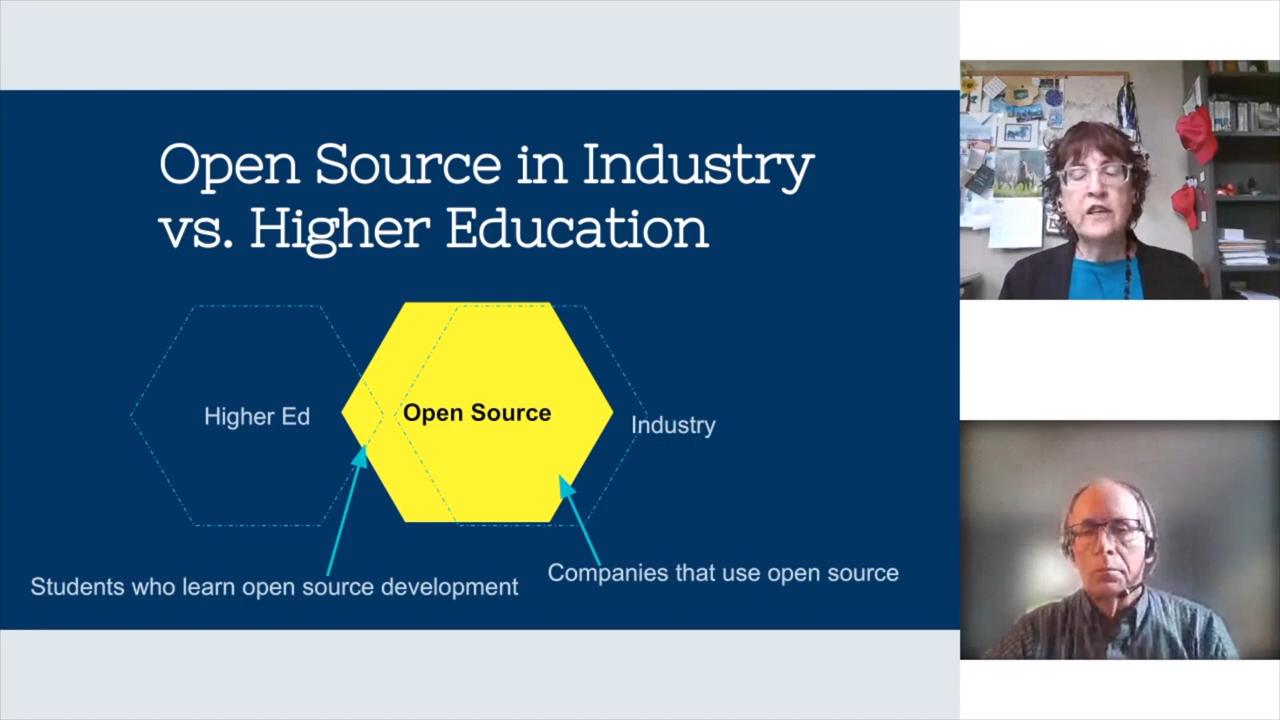 Open Source in Industry
vs. Higher Education
Higher Ed
Open Source
Industry
Students who learn open source development
Companies that use open source